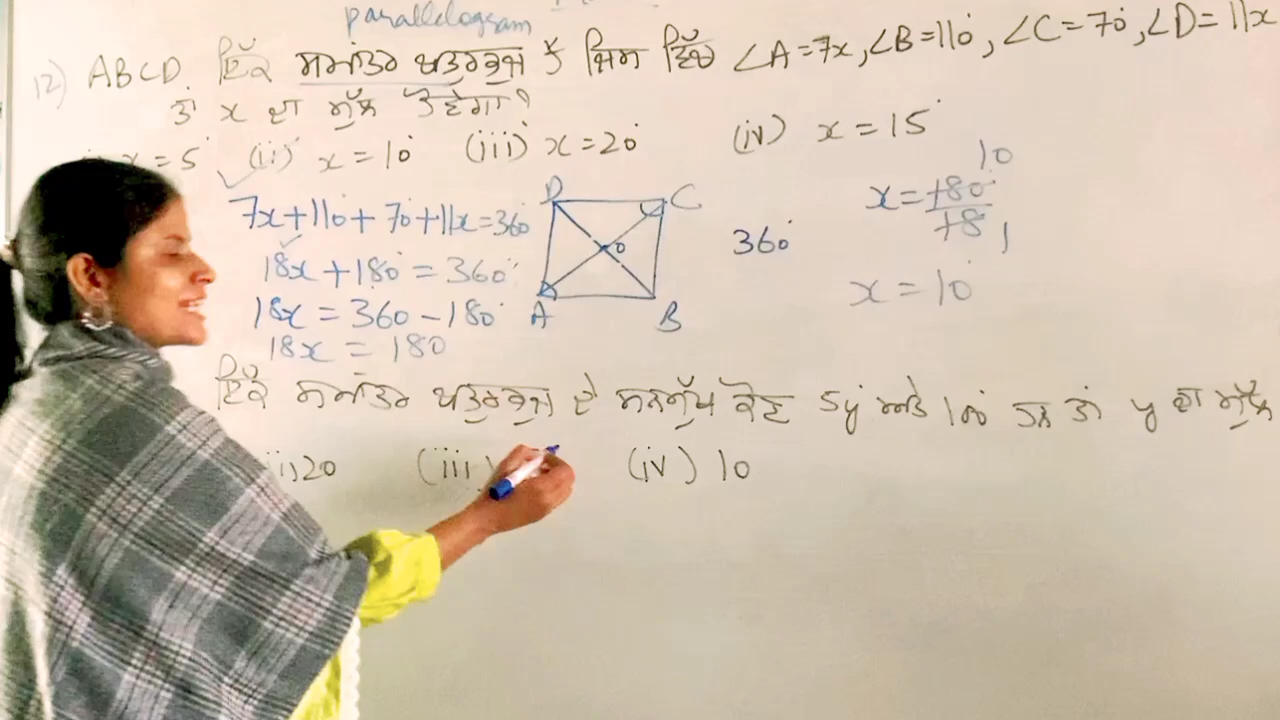 parallelogram
12) ABCD ਇੱਕ ਸਮਾਂਤਰ ਚਤੁਰਭੁਜ ਹੈ ਜਿਸ ਵਿੱਚ ∠A=7x, ∠B=110°, ∠C=70°, ∠D=11x
ਤਾਂ x ਦਾ ਮੁੱਲ ਹੋਵੇਗਾ?
x=5° (ii) x=10° (iii) x=20° (iv) x=15°
7x+110+70+11x=360
18x+180°=360°
18x=360-180°
18x=180
D C
O
A B
360°
10
x=180°/18
1
x=10°
ਇੱਕ ਸਮਾਂਤਰ ਚਤੁਰਭੁਜ ਦੇ ਸਨਮੁੱਖ ਕੋਣ 5y° ਅਤੇ 100° ਹਨ ਤਾਂ y ਦਾ ਮੁੱਲ
20 (iii) (iv) 10